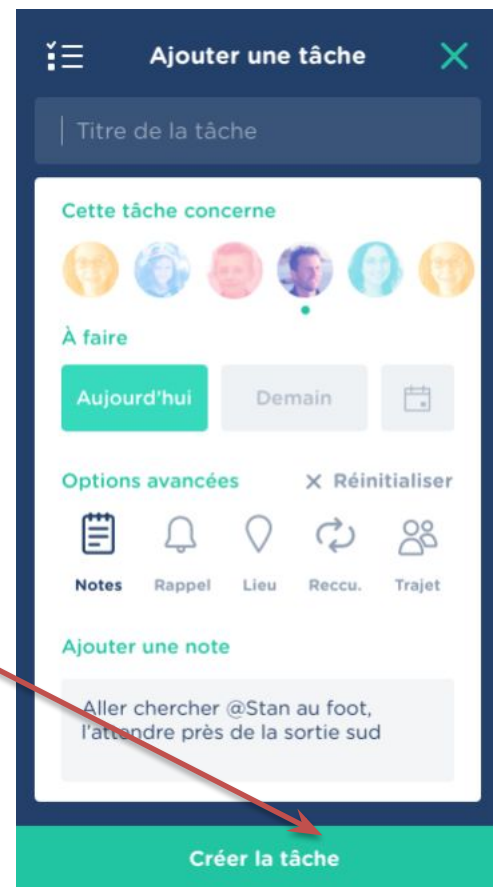 Ajouter une tâche
Titre de la tâche
Cette tâche concerne
À faire
Aujourd'hui Demain
Options avancées Réinitialiser
Notes Rappel Lieu Reccu. Trajet
Ajouter une note
Aller chercher @Stan au foot,
l'attendre près de la sortie sud
Créer la tâche